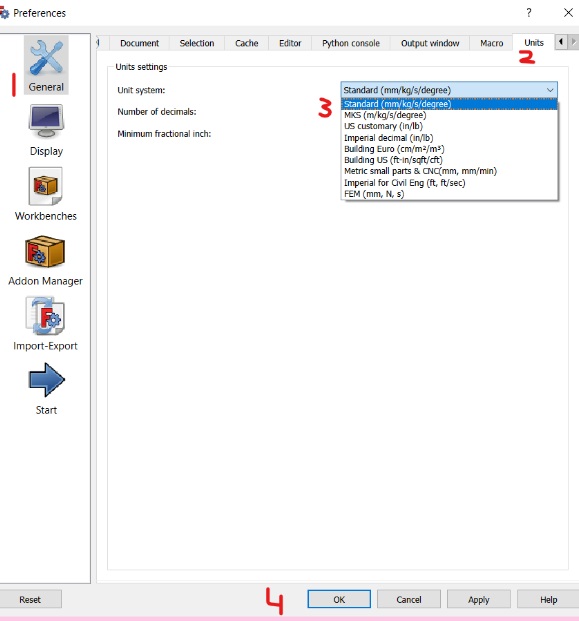 Preferences
?
Document
Selection
Cache
Editor
Python console
Output window
Macro
Units
2
1
General
Display
Workbenches
Addon Manager
Import-Export
Start
Units settings
Unit system:
Standard (mm/kg/s/degree)
Number of decimals:
3
Minimum fractional inch:
Standard (mm/kg/s/degree)
MKS (m/kg/s/degree)
US customary (in/lb)
Imperial decimal (in/lb)
Building Euro (cm/m²/m³)
Building US (ft-in/sqft/cft)
Metric small parts & CNC(mm, mm/min)
Imperial for Civil Eng (ft, ft/sec)
FEM (mm, N, s)
Reset
4
OK
Cancel
Apply
Help